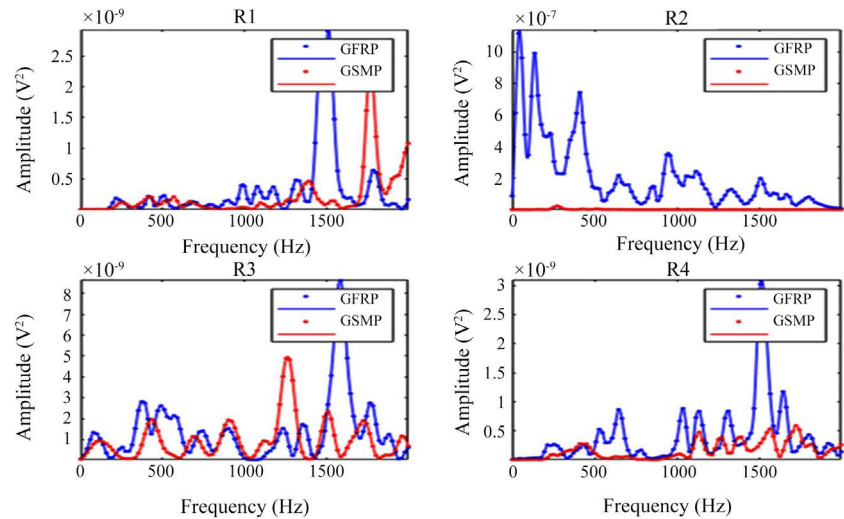 ×10⁻⁹ R1
GFRP
GSMP
2.5
2
1.5
1
0.5
Amplitude (V²)
0 500 1000 1500
Frequency (Hz)
×10⁻⁷ R2
GFRP
GSMP
10
8
6
4
2
Amplitude (V²)
0 500 1000 1500
Frequency (Hz)
×10⁻⁹ R3
GFRP
GSMP
8
7
6
5
4
3
2
1
Amplitude (V²)
0 500 1000 1500
Frequency (Hz)
×10⁻⁹ R4
GFRP
GSMP
3
2.5
2
1.5
1
0.5
Amplitude (V²)
0 500 1000 1500
Frequency (Hz)